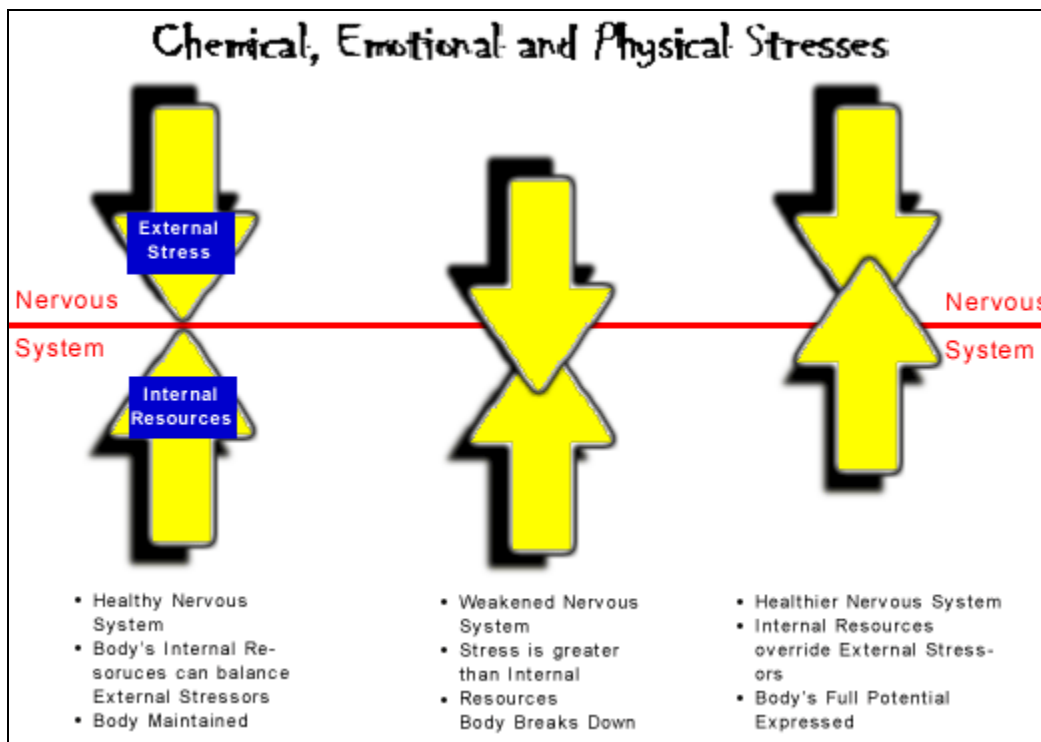 Chemical, Emotional and Physical Stresses
External
Stress
Nervous
System
Internal
Resources
Nervous
System
• Healthy Nervous
System
• Body's Internal Re-
soruces can balance
External Stressors
• Body Maintained
• Weakened Nervous
System
• Stress is greater
than Internal
• Resources
Body Breaks Down
• Healthier Nervous System
• Internal Resources
override External Stress-
ors
• Body's Full Potential
Expressed